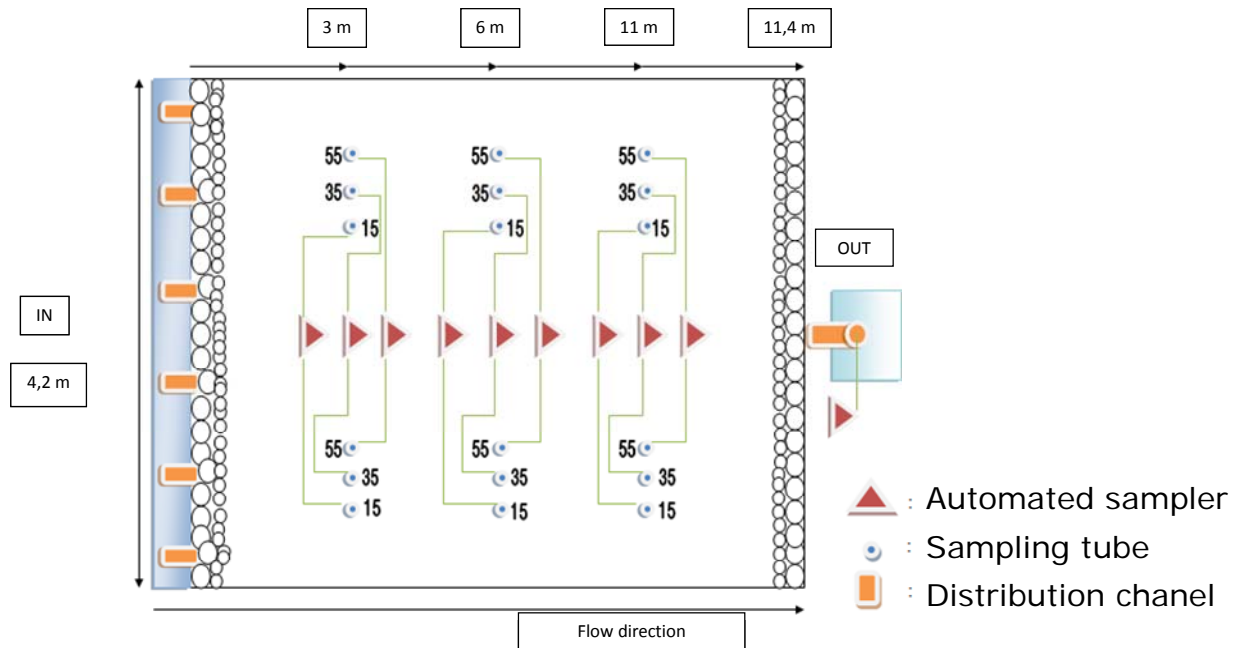 3 m 6 m 11 m 11,4 m
55 55 55
35 35 35
15 15 15
OUT
IN
4,2 m
55 55 55
35 35 35
15 15 15
: Automated sampler
: Sampling tube
: Distribution chanel
Flow direction